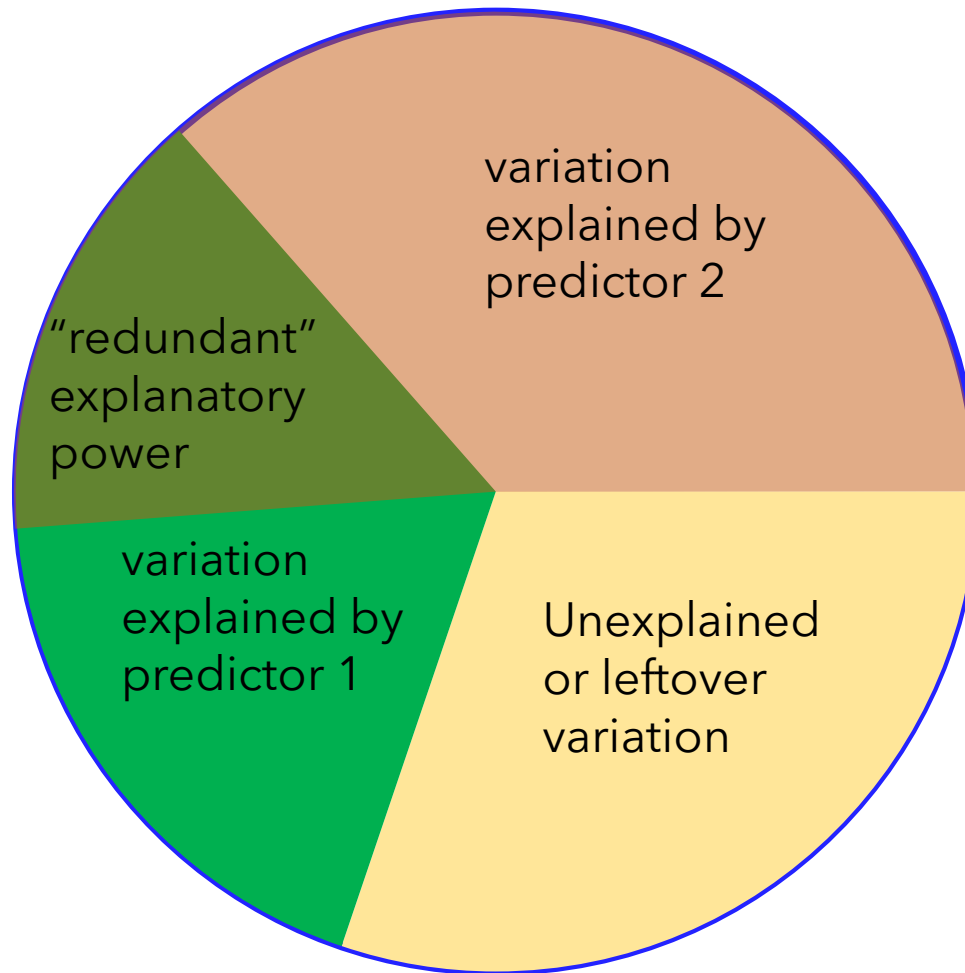 variation
explained by
predictor 2
“redundant”
explanatory
power
variation
explained by
predictor 1
Unexplained
or leftover
variation